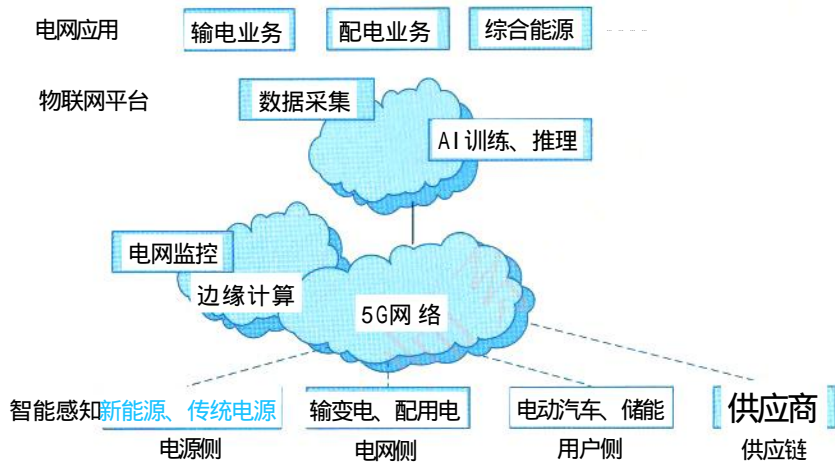 电网应用 输电业务 配电业务 综合能源
物联网平台 数据采集
AI训练、推理
电网监控
边缘计算
5G网络
智能感知 新能源、传统电源 输变电、配用电 电动汽车、储能 供应商
电源侧 电网侧 用户侧 供应链